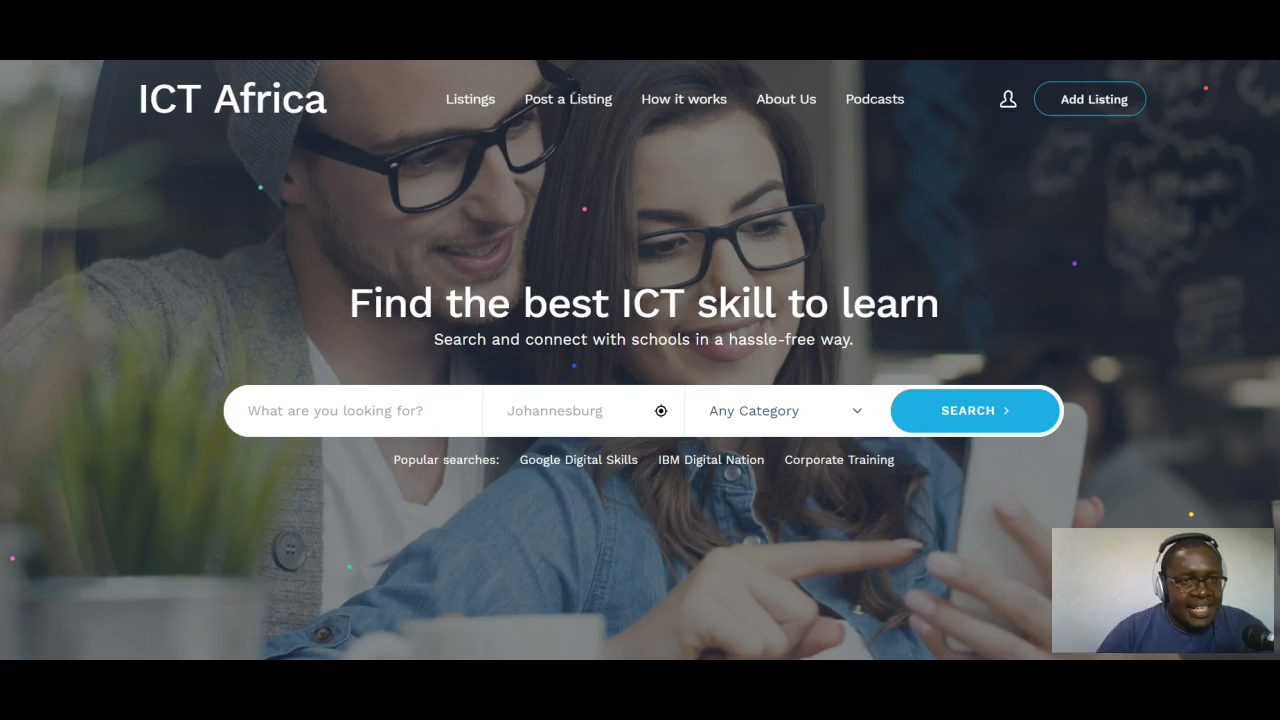 ICT Africa
Listings Post a Listing How it works About Us Podcasts Add Listing
Find the best ICT skill to learn
Search and connect with schools in a hassle-free way.
What are you looking for? Johannesburg Any Category SEARCH
Popular searches: Google Digital Skills IBM Digital Nation Corporate Training